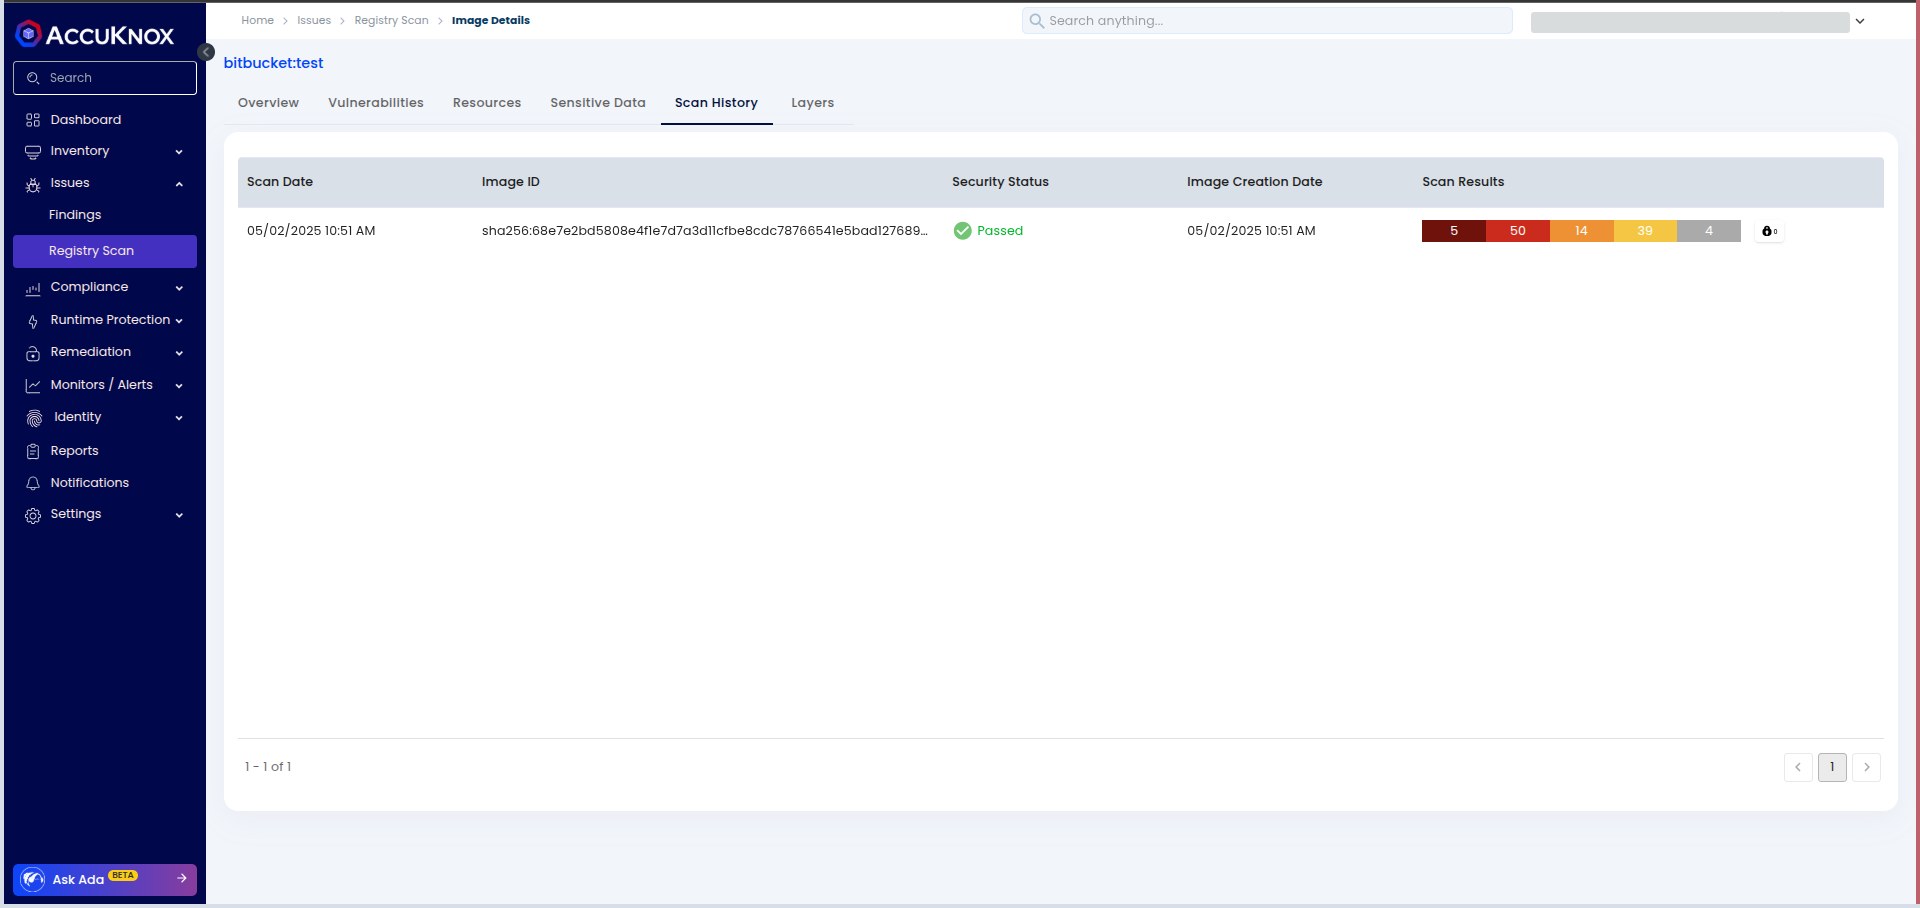 Home > Issues > Registry Scan > Image Details
Search anything...
ACCUKNOX
Search
Dashboard
Inventory
Issues
Findings
Registry Scan
Compliance
Runtime Protection
Remediation
Monitors / Alerts
Identity
Reports
Notifications
Settings
Ask Ada BETA
bitbucket:test
Overview Vulnerabilities Resources Sensitive Data Scan History Layers
Scan Date Image ID Security Status Image Creation Date Scan Results
05/02/2025 10:51 AM sha256:68e7e2bd5808e4f1e7d7a3d11cfbe8cdc78766541e5bad127689... Passed 05/02/2025 10:51 AM 5 50 14 39 4 0
1 - 1 of 1
1